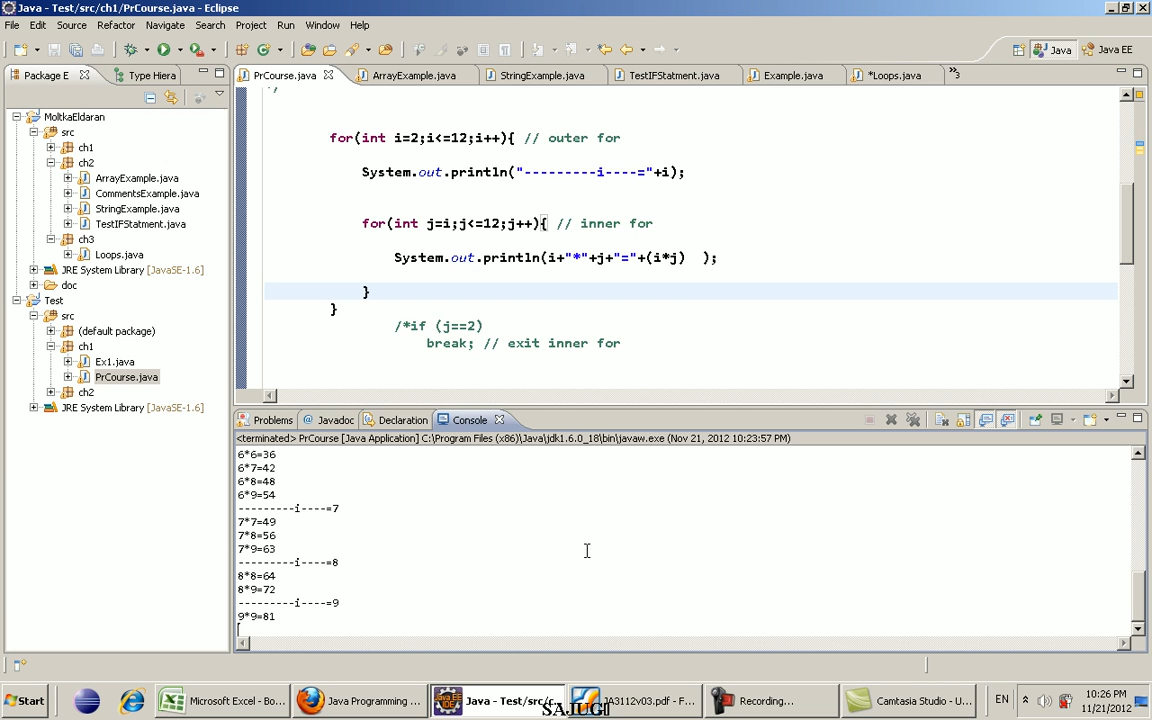 Java - Test/src/ch1/PrCourse.java - Eclipse
File Edit Source Refactor Navigate Search Project Run Window Help
Java Java EE
Package E Type Hiera
PrCourse.java ArrayExample.java StringExample.java TestIFStatment.java Example.java *Loops.java »3
MoltkaEldaran
src
ch1
ch2
ArrayExample.java
CommentsExample.java
StringExample.java
TestIFStatment.java
ch3
Loops.java
JRE System Library [JavaSE-1.6]
doc
Test
src
(default package)
ch1
Ex1.java
PrCourse.java
ch2
JRE System Library [JavaSE-1.6]
*/
for(int i=2;i<=12;i++){ // outer for
System.out.println("---------i----="+i);
for(int j=i;j<=12;j++){ // inner for
System.out.println(i+"*"+j+"="+(i*j) );
}
}
/*if (j==2)
break; // exit inner for
Problems Javadoc Declaration Console
<terminated> PrCourse [Java Application] C:\Program Files (x86)\Java\jdk1.6.0_18\bin\javaw.exe (Nov 21, 2012 10:23:57 PM)
6*6=36
6*7=42
6*8=48
6*9=54
---------i----=7
7*7=49
7*8=56
7*9=63
---------i----=8
8*8=64
8*9=72
---------i----=9
9*9=81
Start Microsoft Excel - Bo... Java Programming ... Java - Test/src/c... JA3112v03.pdf - F... Recording... Camtasia Studio - U... EN 10:26 PM
11/21/2012